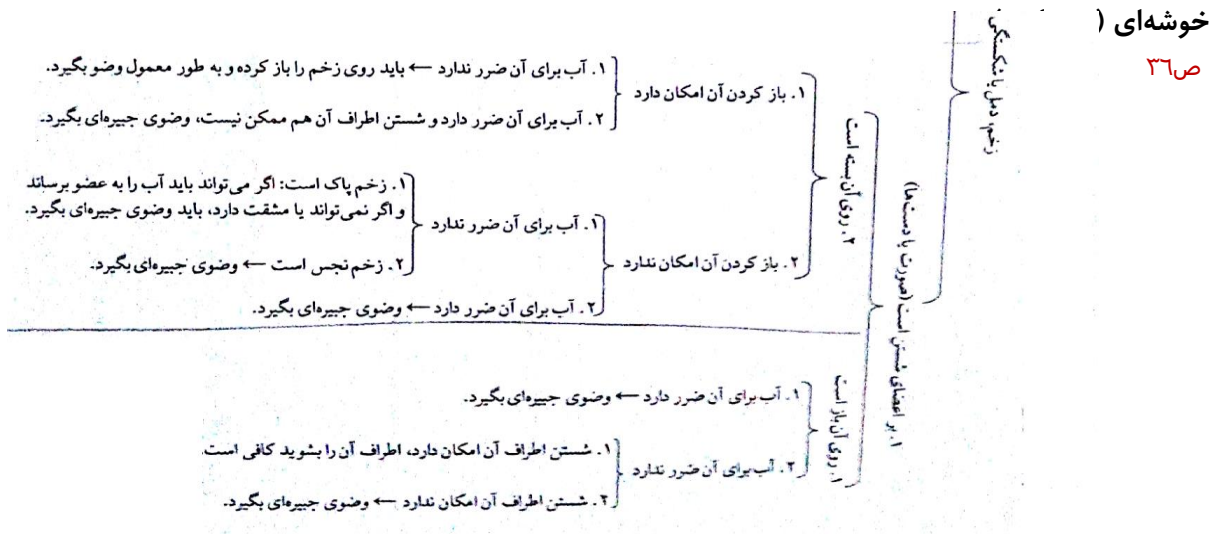 خوشه‌ای (
ص٣٦
زخم، دمل یا شکستگی
۱. بر اعضای شستن است (صورت یا دست‌ها)
۲. روی آن بسته است
۱. باز کردن آن امکان دارد
۱. آب برای آن ضرر ندارد ← باید روی زخم را باز کرده و به طور معمول وضو بگیرد.
۲. آب برای آن ضرر دارد و شستن اطراف آن هم ممکن نیست، وضوی جبیره‌ای بگیرد.
۲. باز کردن آن امکان ندارد
۱. آب برای آن ضرر ندارد
۱. زخم پاک است: اگر می‌تواند باید آب را به عضو برساند
و اگر نمی‌تواند یا مشقت دارد، باید وضوی جبیره‌ای بگیرد.
۲. زخم نجس است ← وضوی جبیره‌ای بگیرد.
۲. آب برای آن ضرر دارد ← وضوی جبیره‌ای بگیرد.
۱. روی آن باز است
۱. آب برای آن ضرر دارد ← وضوی جبیره‌ای بگیرد.
۲. آب برای آن ضرر ندارد
۱. شستن اطراف آن امکان دارد، اطراف آن را بشوید کافی است.
۲. شستن اطراف آن امکان ندارد ← وضوی جبیره‌ای بگیرد.